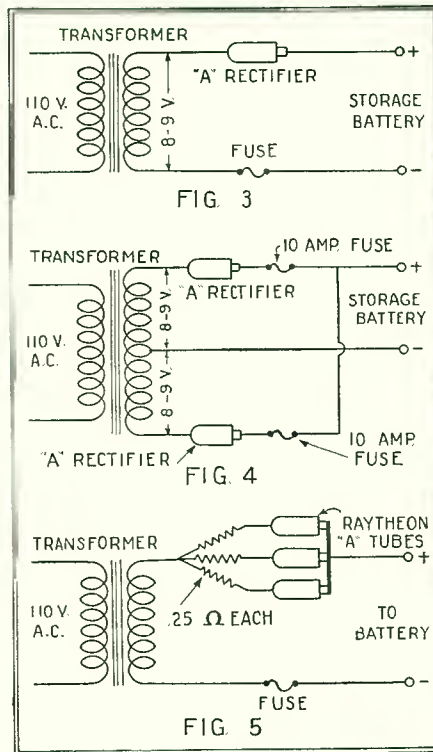 TRANSFORMER
"A" RECTIFIER
110 V.
A.C.
8-9 V.
+
STORAGE
BATTERY
FUSE
-
FIG. 3
TRANSFORMER
10 AMP. FUSE
"A" RECTIFIER
+
110 V.
A.C.
8-9 V.
8-9 V.
STORAGE
BATTERY
-
"A" RECTIFIER
10 AMP.
FUSE
FIG. 4
TRANSFORMER
RAYTHEON
"A" TUBES
+
110 V.
A.C.
.25 Ω EACH
TO
BATTERY
-
FUSE
FIG. 5